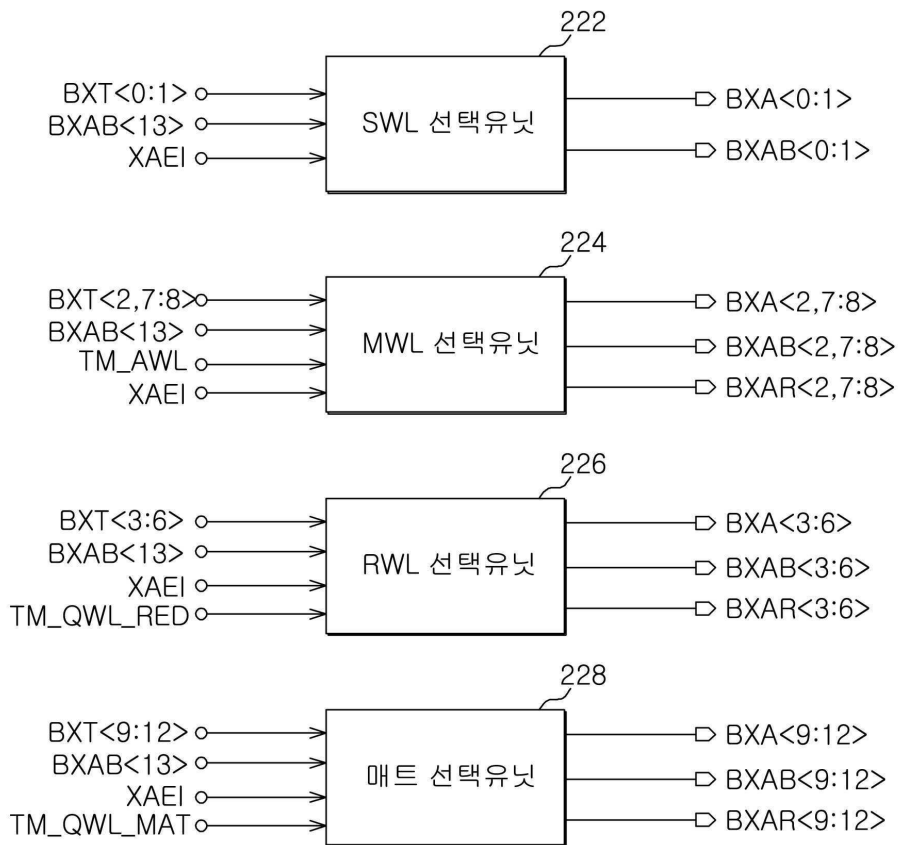 222
BXT<0:1>
BXAB<13>
XAEI
SWL 선택유닛
BXA<0:1>
BXAB<0:1>
224
BXT<2,7:8>
BXAB<13>
TM_AWL
XAEI
MWL 선택유닛
BXA<2,7:8>
BXAB<2,7:8>
BXAR<2,7:8>
226
BXT<3:6>
BXAB<13>
XAEI
TM_QWL_RED
RWL 선택유닛
BXA<3:6>
BXAB<3:6>
BXAR<3:6>
228
BXT<9:12>
BXAB<13>
XAEI
TM_QWL_MAT
매트 선택유닛
BXA<9:12>
BXAB<9:12>
BXAR<9:12>